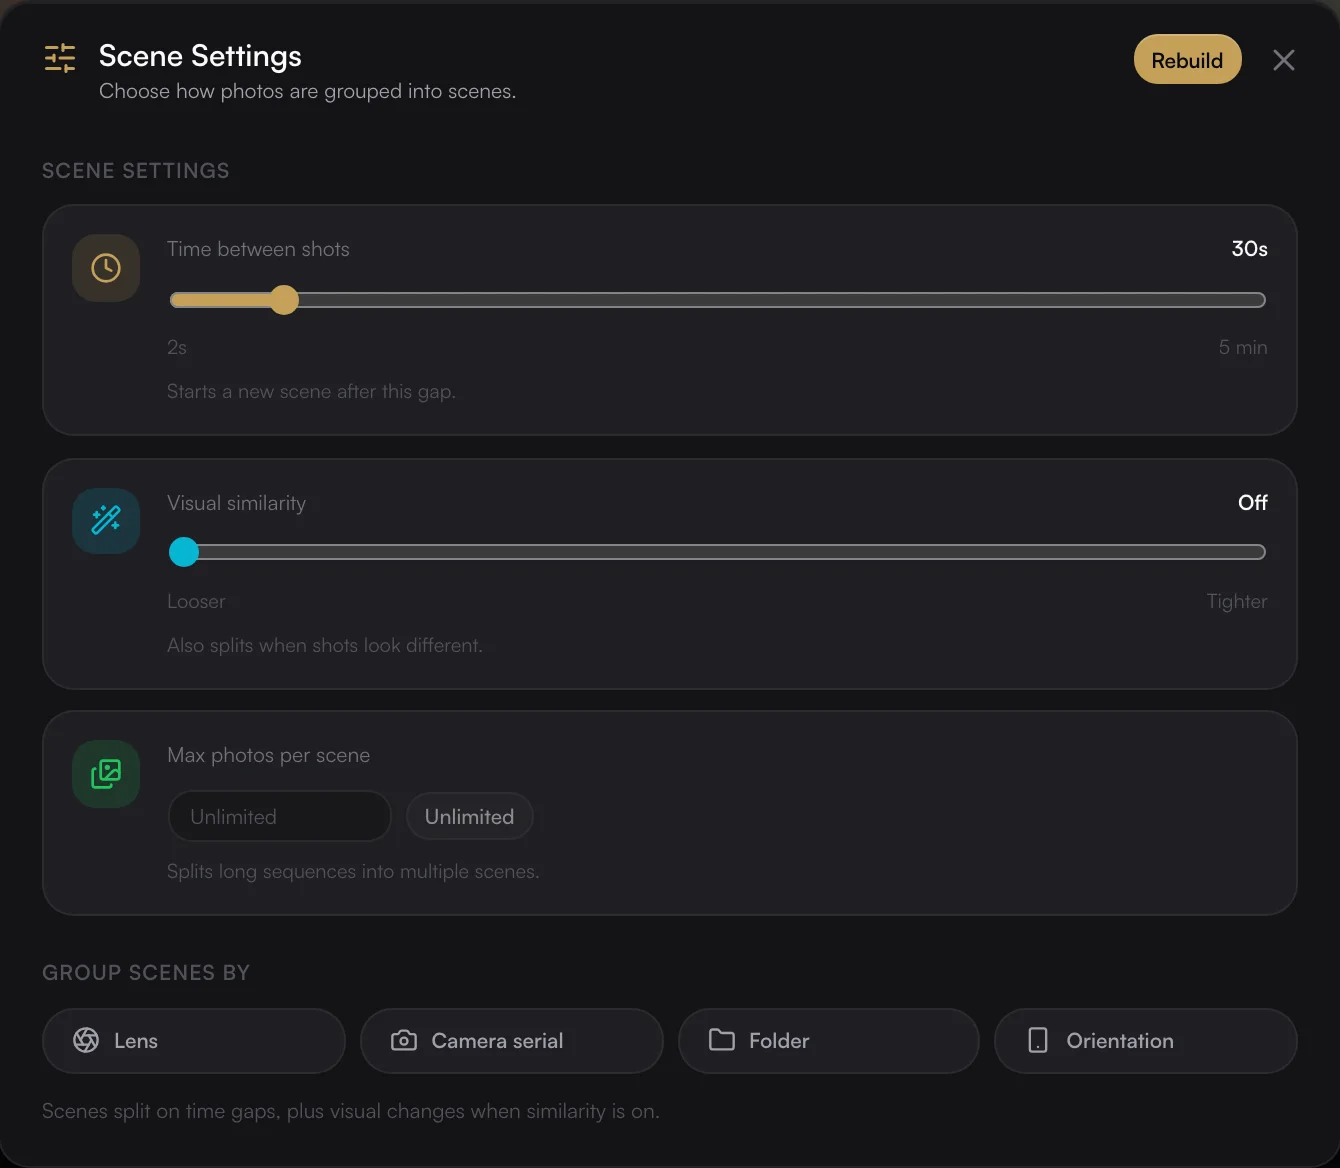 Scene Settings
Rebuild
Choose how photos are grouped into scenes.
SCENE SETTINGS
Time between shots
30s
2s
5 min
Starts a new scene after this gap.
Visual similarity
Off
Looser
Tighter
Also splits when shots look different.
Max photos per scene
Unlimited
Unlimited
Splits long sequences into multiple scenes.
GROUP SCENES BY
Lens
Camera serial
Folder
Orientation
Scenes split on time gaps, plus visual changes when similarity is on.